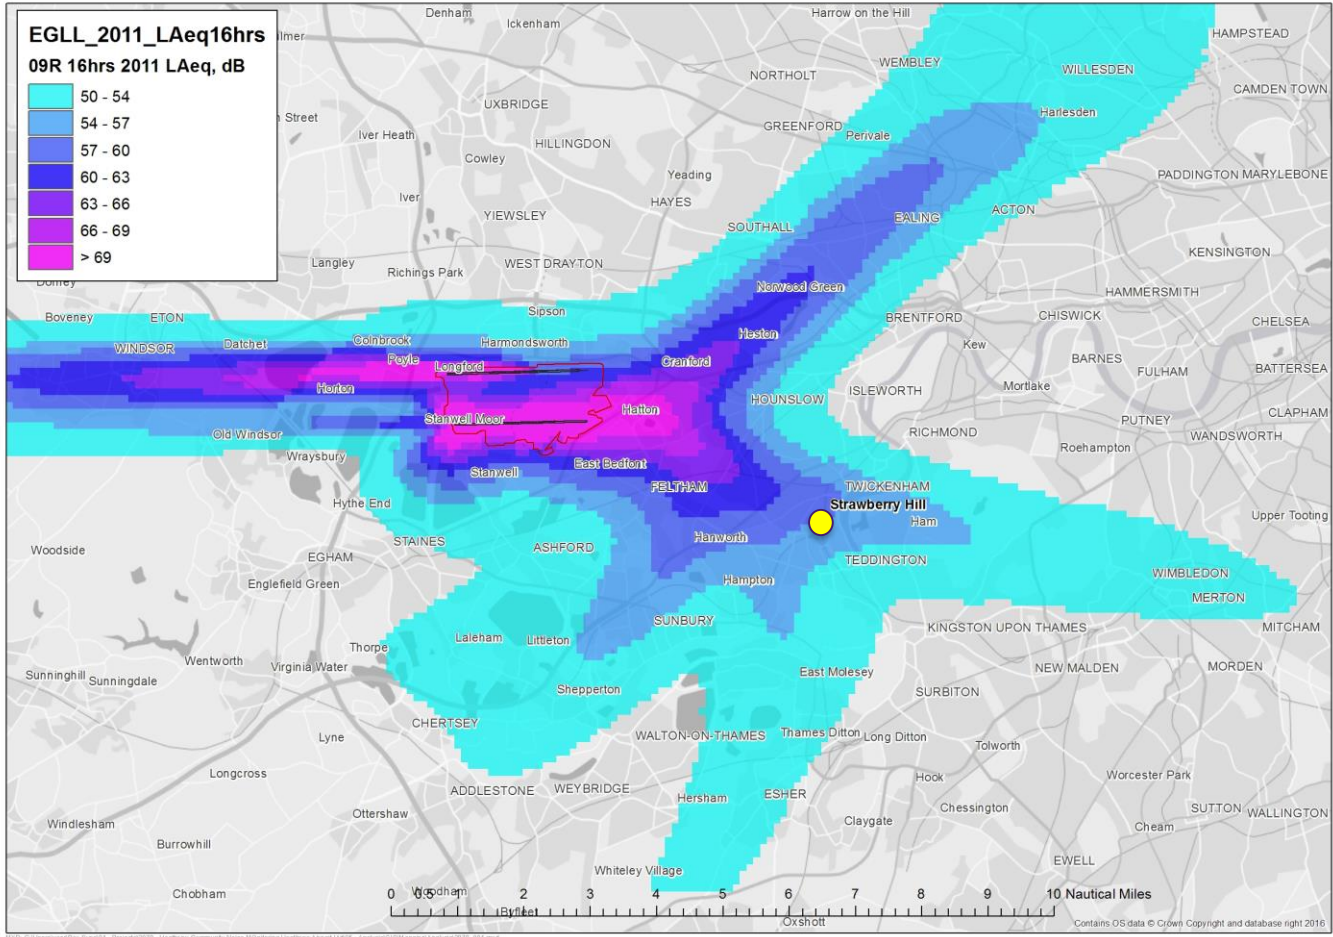 EGLL_2011_LAeq16hrs
09R 16hrs 2011 LAeq, dB
50 - 54
54 - 57
57 - 60
60 - 63
63 - 66
66 - 69
> 69
Denham
Ickenham
Harrow on the Hill
HAMPSTEAD
WEMBLEY
WILLESDEN
NORTHOLT
CAMDEN TOWN
UXBRIDGE
Harlesden
Street
Iver Heath
GREENFORD
Perivale
HILLINGDON
Cowley
Yeading
PADDINGTON
MARYLEBONE
Iver
HAYES
YIEWSLEY
ACTON
EALING
SOUTHALL
KENSINGTON
Langley
Richings Park
WEST DRAYTON
Norwood Green
HAMMERSMITH
Boveney
ETON
Sipson
BRENTFORD
CHISWICK
CHELSEA
WINDSOR
Datchet
Colnbrook
Harmondsworth
Heston
Kew
Poyle
Longford
Cranford
BARNES
FULHAM
BATTERSEA
Horton
ISLEWORTH
Mortlake
Hatton
HOUNSLOW
Stanwell Moor
PUTNEY
CLAPHAM
Old Windsor
RICHMOND
WANDSWORTH
Wraysbury
Roehampton
Stanwell
East Bedfont
FELTHAM
TWICKENHAM
Hythe End
Strawberry Hill
Ham
Upper Tooting
Woodside
STAINES
ASHFORD
Hanworth
EGHAM
TEDDINGTON
Englefield Green
Hampton
WIMBLEDON
MERTON
SUNBURY
KINGSTON UPON THAMES
MITCHAM
Laleham
Littleton
Thorpe
Wentworth
Virginia Water
NEW MALDEN
MORDEN
Sunninghill
Sunningdale
East Molesey
Shepperton
SURBITON
CHERTSEY
Lyne
WALTON-ON-THAMES
Thames Ditton
Long Ditton
Tolworth
Longcross
Hook
Worcester Park
ADDLESTONE
WEYBRIDGE
Hersham
ESHER
Chessington
SUTTON
WALLINGTON
Ottershaw
Claygate
Windlesham
Cheam
Burrowhill
EWELL
Whiteley Village
Chobham
Woodham
0 0.5 1 2 3 4 5 6 7 8 9 10 Nautical Miles
Byfleet
Oxshott
Contains OS data © Crown Copyright and database right 2016